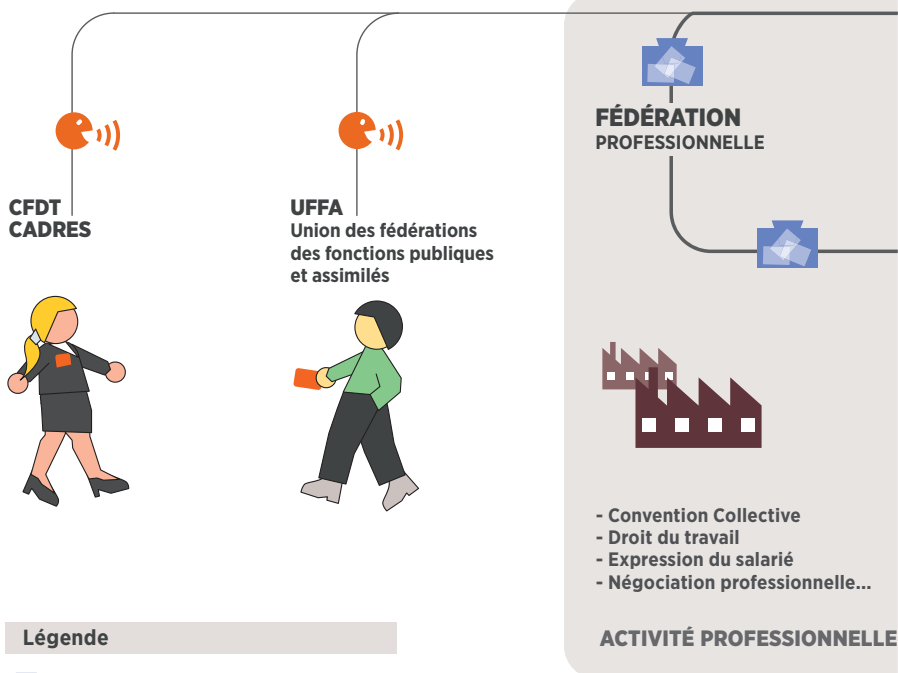 CFDT
CADRES
UFFA
Union des fédérations
des fonctions publiques
et assimilés
FÉDÉRATION
PROFESSIONNELLE
- Convention Collective
- Droit du travail
- Expression du salarié
- Négociation professionnelle...
ACTIVITÉ PROFESSIONNELLE
Légende